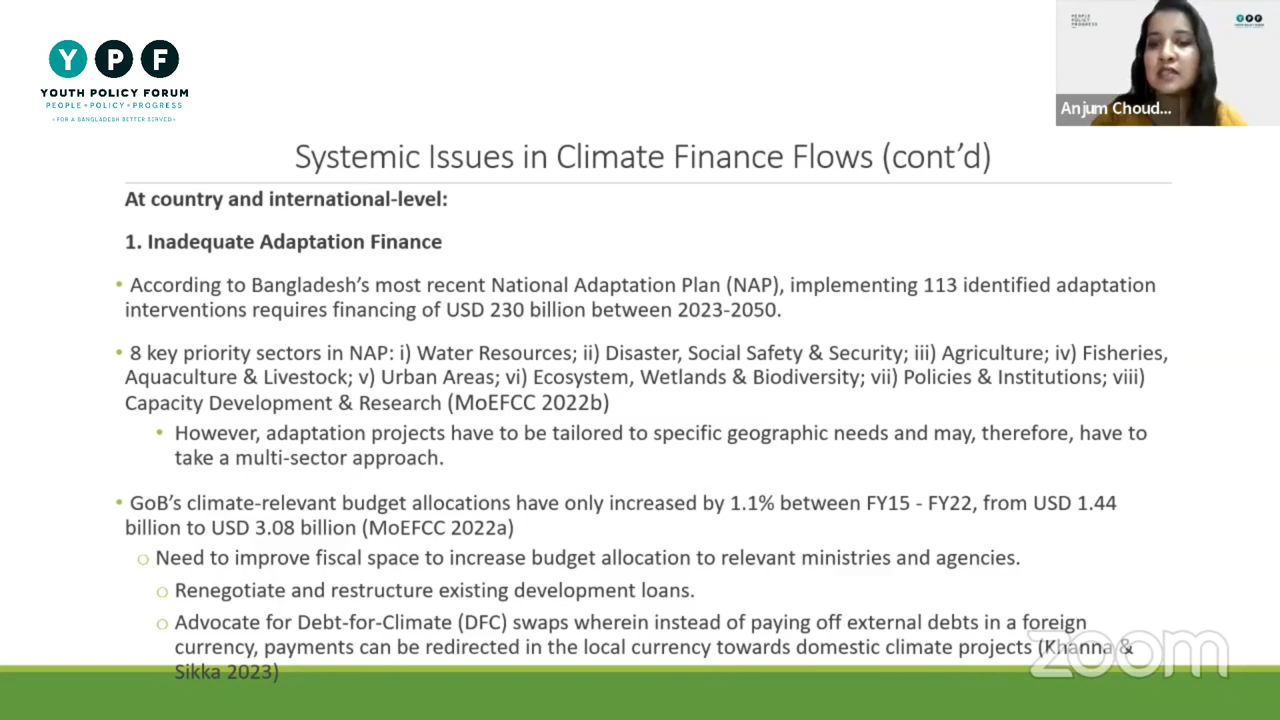 Y P F
YOUTH POLICY FORUM
PEOPLE • POLICY • PROGRESS
• FOR A BANGLADESH BETTER SERVED •
PEOPLE
POLICY
PROGRESS
YPF
Anjum Choud...
Systemic Issues in Climate Finance Flows (cont’d)
At country and international-level:
1. Inadequate Adaptation Finance
• According to Bangladesh’s most recent National Adaptation Plan (NAP), implementing 113 identified adaptation
interventions requires financing of USD 230 billion between 2023-2050.
• 8 key priority sectors in NAP: i) Water Resources; ii) Disaster, Social Safety & Security; iii) Agriculture; iv) Fisheries,
Aquaculture & Livestock; v) Urban Areas; vi) Ecosystem, Wetlands & Biodiversity; vii) Policies & Institutions; viii)
Capacity Development & Research (MoEFCC 2022b)
• However, adaptation projects have to be tailored to specific geographic needs and may, therefore, have to
take a multi-sector approach.
• GoB’s climate-relevant budget allocations have only increased by 1.1% between FY15 - FY22, from USD 1.44
billion to USD 3.08 billion (MoEFCC 2022a)
o Need to improve fiscal space to increase budget allocation to relevant ministries and agencies.
o Renegotiate and restructure existing development loans.
o Advocate for Debt-for-Climate (DFC) swaps wherein instead of paying off external debts in a foreign
currency, payments can be redirected in the local currency towards domestic climate projects (Khanna &
Sikka 2023)
zoom